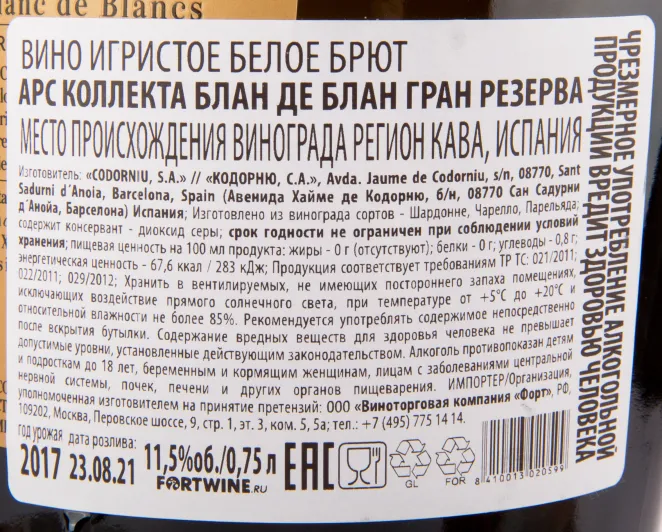 lanc de Blancs
ВИНО ИГРИСТОЕ БЕЛОЕ БРЮТ
АРС КОЛЛЕКТА БЛАН ДЕ БЛАН ГРАН РЕЗЕРВА
МЕСТО ПРОИСХОЖДЕНИЯ ВИНОГРАДА РЕГИОН КАВА, ИСПАНИЯ
Изготовитель: «CODORNIU, S.A.» // «КОДОРНЮ, С.А.», Avda. Jaume de Codorniu, s/n, 08770, Sant
Sadurni d´Anoia, Barcelona, Spain (Авенида Хайме де Кодорню, б/н, 08770 Сан Садурни
д´Анойа, Барселона) Испания; Изготовлено из винограда сортов - Шардонне, Чарелло, Парельяда;
содержит консервант - диоксид серы; срок годности не ограничен при соблюдении условий
хранения; пищевая ценность на 100 мл продукта: жиры - 0 г (отсутствуют); белки - 0 г; углеводы - 0,8 г;
энергетическая ценность - 67,6 ккал / 283 кДж; Продукция соответствует требованиям ТР ТС: 021/2011;
022/2011; 029/2012; Хранить в вентилируемых, не имеющих постороннего запаха помещениях,
исключающих воздействие прямого солнечного света, при температуре от +5°С до +20°С и
относительной влажности не более 85%. Рекомендуется употреблять содержимое непосредственно
после вскрытия бутылки. Содержание вредных веществ для здоровья человека не превышает
допустимые уровни, установленные действующим законодательством. Алкоголь противопоказан детям
и подросткам до 18 лет, беременным и кормящим женщинам, лицам с заболеваниями центральной
нервной системы, почек, печени и других органов пищеварения. ИМПОРТЕР/Организация,
уполномоченная изготовителем на принятие претензий: ООО «Виноторговая компания «Форт», РФ,
109202, Москва, Перовское шоссе, 9, стр. 1, эт. 3, ком. 5, 5а; тел.: +7 (495) 775 14 14.
год урожая дата розлива:
2017 23.08.21 11,5%об./0,75 л
FORTWINE.RU
EAC
GL
FOR
8 410013 020599
ЧРЕЗМЕРНОЕ УПОТРЕБЛЕНИЕ АЛКОГОЛЬНОЙ
ПРОДУКЦИИ ВРЕДИТ ЗДОРОВЬЮ ЧЕЛОВЕКА